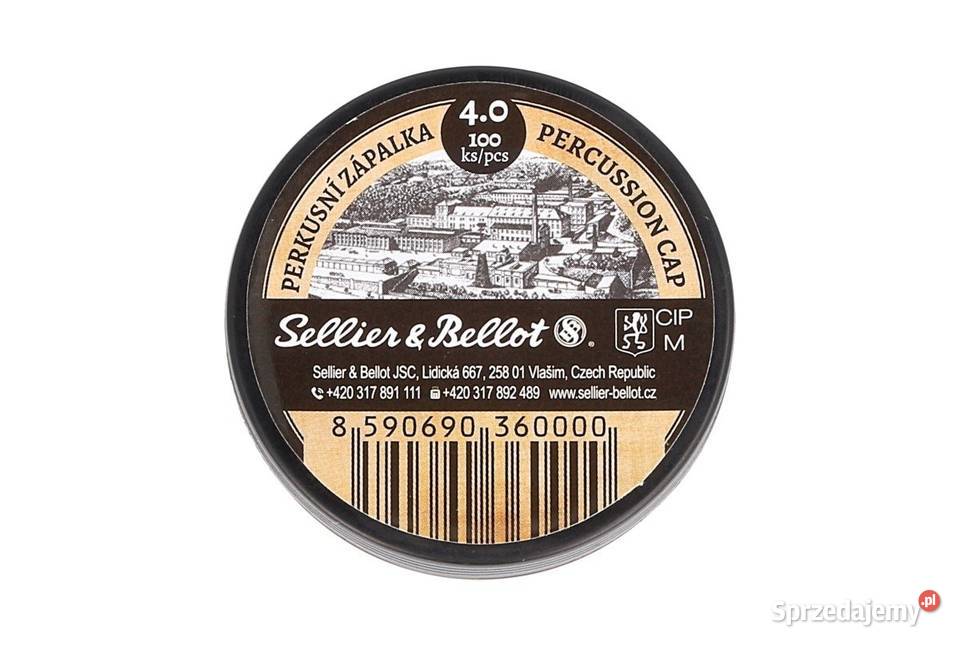 4.0
100
ks/pcs
PERKUSNÍ ZÁPALKA
PERCUSSION CAP
Sellier & Bellot SB ®
CIP
M
Sellier & Bellot JSC, Lidická 667, 258 01 Vlašim, Czech Republic
+420 317 891 111 +420 317 892 489 www.sellier-bellot.cz
8 590690 360000
Sprzedajemy.pl